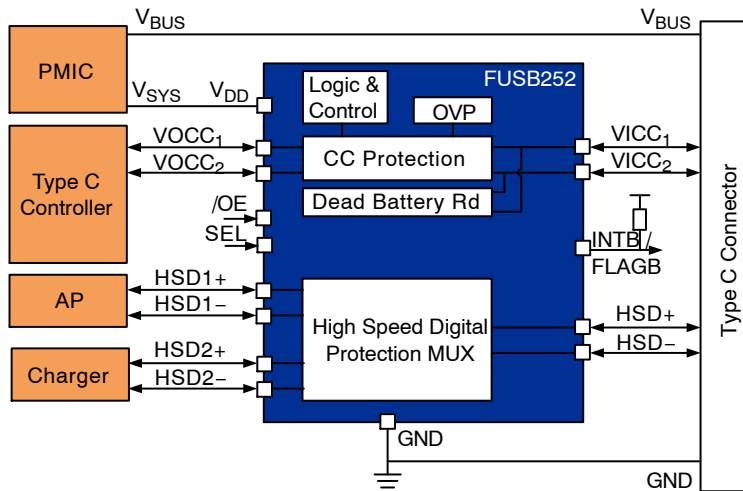 VBUS
VBUS
PMIC
VSYS
VDD
FUSB252
Logic &
Control
OVP
VOCC1
VICC1
CC Protection
VOCC2
VICC2
Type C
Controller
Dead Battery Rd
/OE
SEL
INTB /
FLAGB
Type C Connector
HSD1+
AP
HSD1−
High Speed Digital
Protection MUX
HSD+
HSD−
HSD2+
Charger
HSD2−
GND
GND